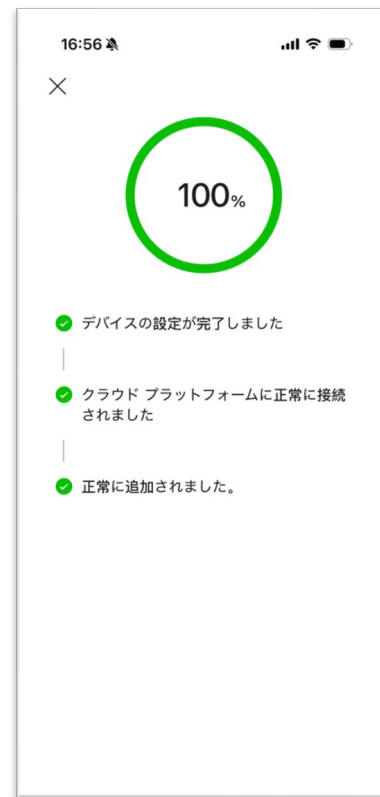 16:56
100%
デバイスの設定が完了しました
クラウド プラットフォームに正常に接続
されました
正常に追加されました。